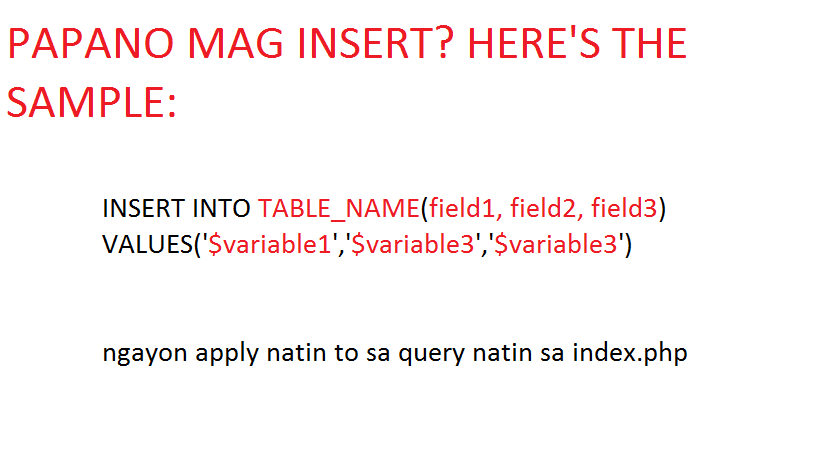 PAPANO MAG INSERT? HERE'S THE
SAMPLE:
INSERT INTO TABLE_NAME(field1, field2, field3)
VALUES('$variable1','$variable3','$variable3')
ngayon apply natin to sa query natin sa index.php